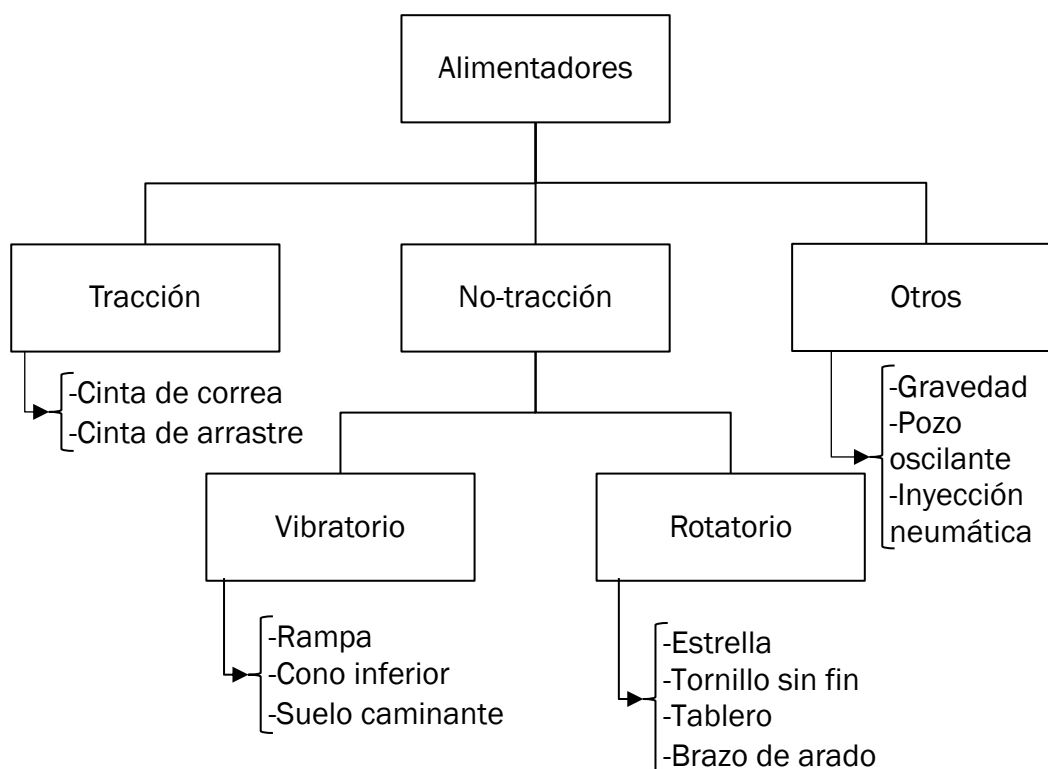 Alimentadores
Tracción
No-tracción
Otros
-Cinta de correa
-Cinta de arrastre
-Gravedad
-Pozo
oscilante
-Inyección
neumática
Vibratorio
Rotatorio
-Rampa
-Cono inferior
-Suelo caminante
-Estrella
-Tornillo sin fin
-Tablero
-Brazo de arado